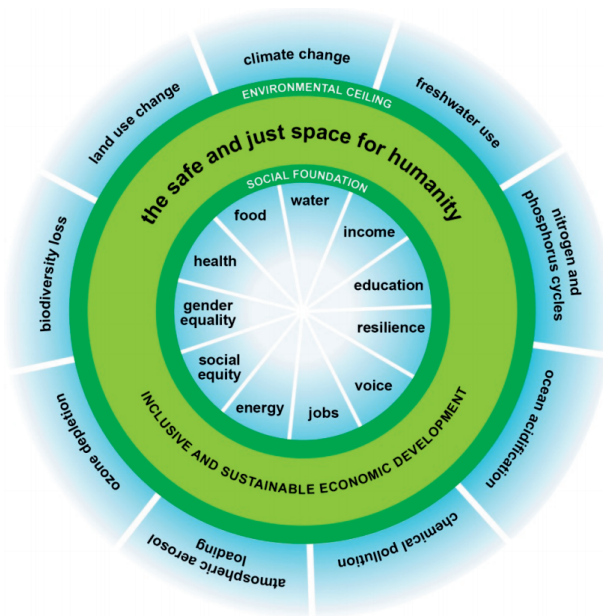 climate change
freshwater use
nitrogen and
phosphorus cycles
ocean acidification
chemical pollution
atmospheric aerosol
loading
ozone depletion
biodiversity loss
land use change
ENVIRONMENTAL CEILING
the safe and just space for humanity
SOCIAL FOUNDATION
water
income
education
resilience
voice
jobs
energy
social
equity
gender
equality
health
food
INCLUSIVE AND SUSTAINABLE ECONOMIC DEVELOPMENT